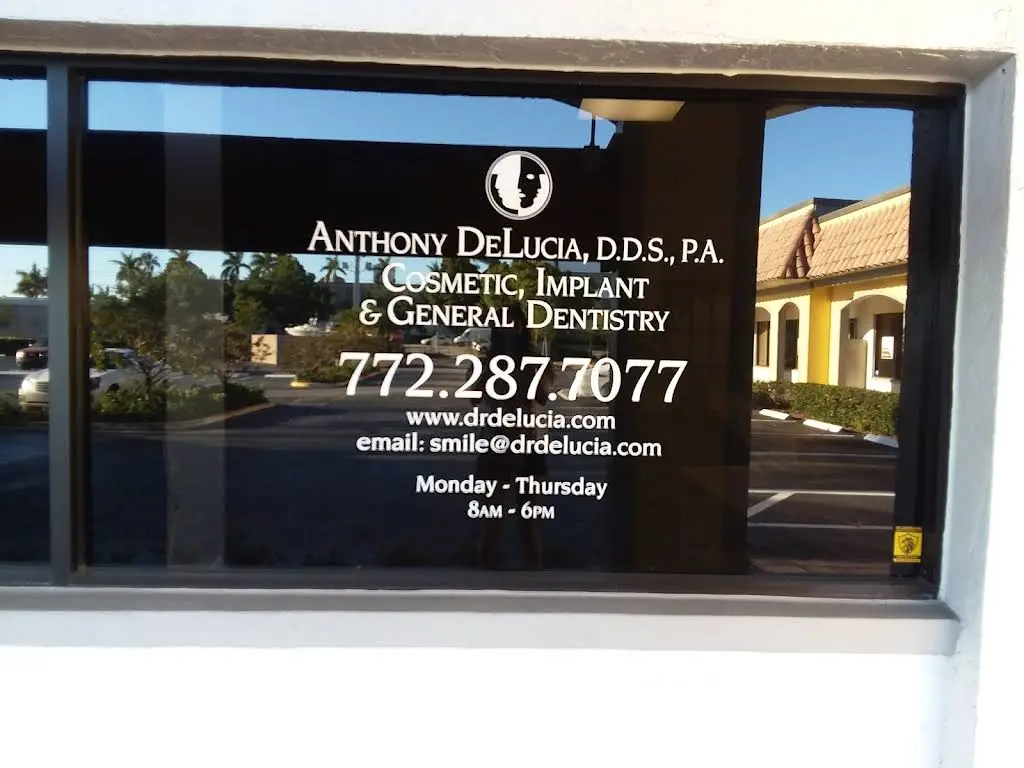 ANTHONY DELUCIA, D.D.S., P.A.
COSMETIC, IMPLANT
& GENERAL DENTISTRY
772.287.7077
www.drdelucia.com
email: smile@drdelucia.com
Monday - Thursday
8AM - 6PM